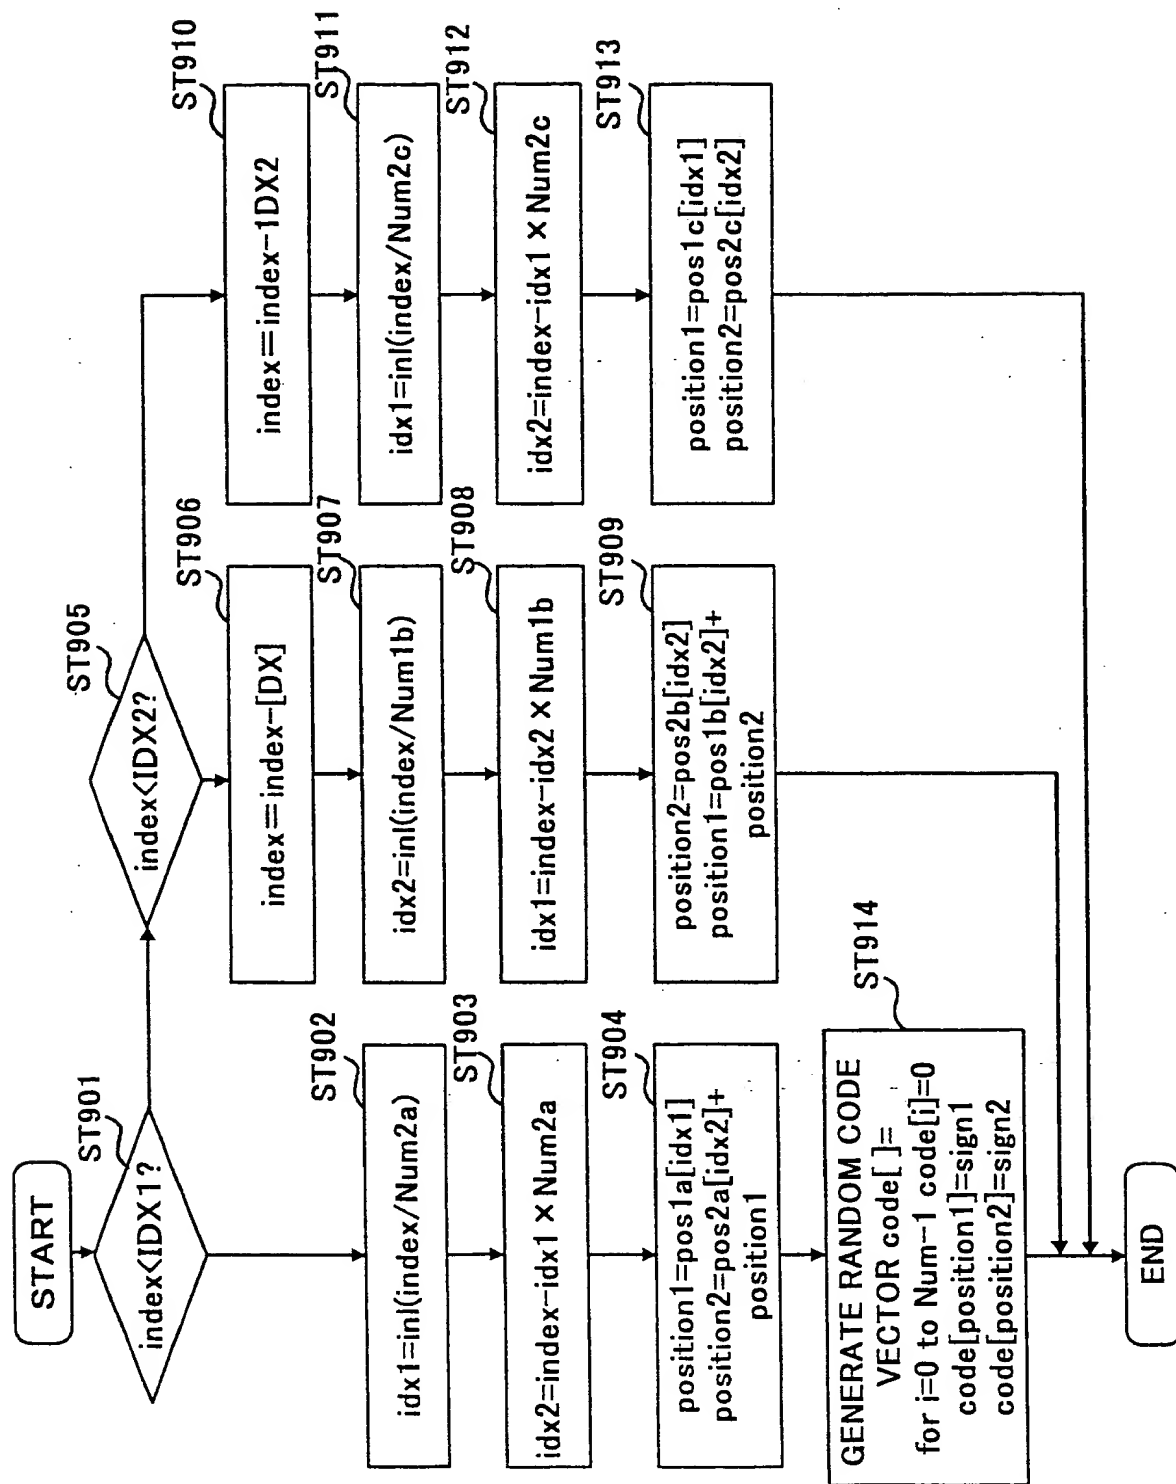 START
ST901
index<IDX1?
ST902
idx1=inl(index/Num2a)
ST903
idx2=index-idx1×Num2a
ST904
position1=pos1a[idx1]
position2=pos2a[idx2]+
position1
ST905
index<IDX2?
ST906
index=index-[DX]
ST907
idx2=inl(index/Num1b)
ST908
idx1=index-idx2×Num1b
ST909
position2=pos2b[idx2]
position1=pos1b[idx2]+
position2
ST910
index=index-1DX2
ST911
idx1=inl(index/Num2c)
ST912
idx2=index-idx1×Num2c
ST913
position1=pos1c[idx1]
position2=pos2c[idx2]
ST914
GENERATE RANDOM CODE
VECTOR code[ ]=
for i=0 to Num-1 code[i]=0
code[position1]=sign1
code[position2]=sign2
END